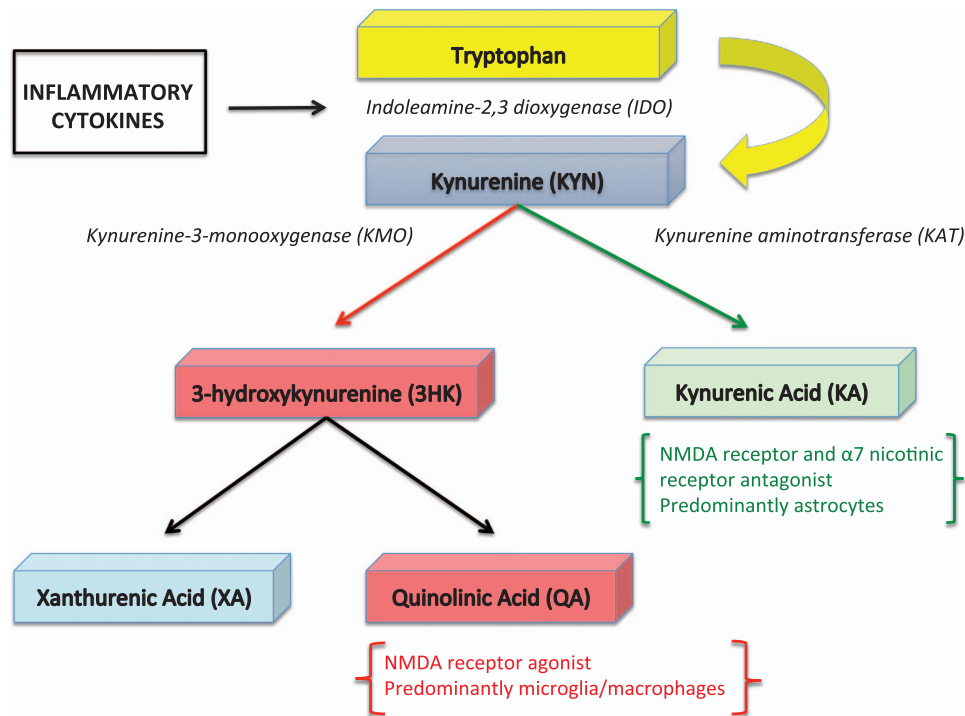 Tryptophan
INFLAMMATORY
CYTOKINES
Indoleamine-2,3 dioxygenase (IDO)
Kynurenine (KYN)
Kynurenine-3-monooxygenase (KMO)
Kynurenine aminotransferase (KAT)
3-hydroxykynurenine (3HK)
Kynurenic Acid (KA)
NMDA receptor and α7 nicotinic
receptor antagonist
Predominantly astrocytes
Xanthurenic Acid (XA)
Quinolinic Acid (QA)
NMDA receptor agonist
Predominantly microglia/macrophages